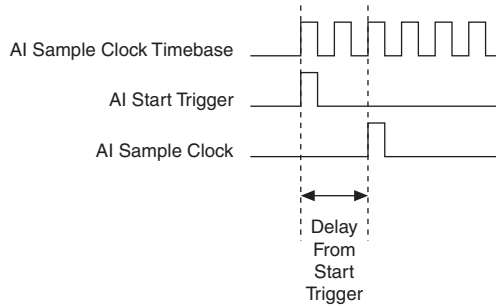 AI Sample Clock Timebase
AI Start Trigger
AI Sample Clock
Delay
From
Start
Trigger